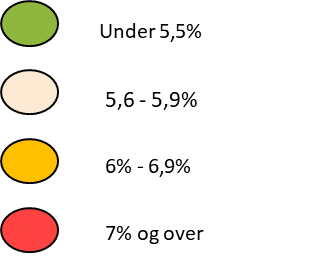 Under 5,5%
5,6 - 5,9%
6% - 6,9%
7% og over